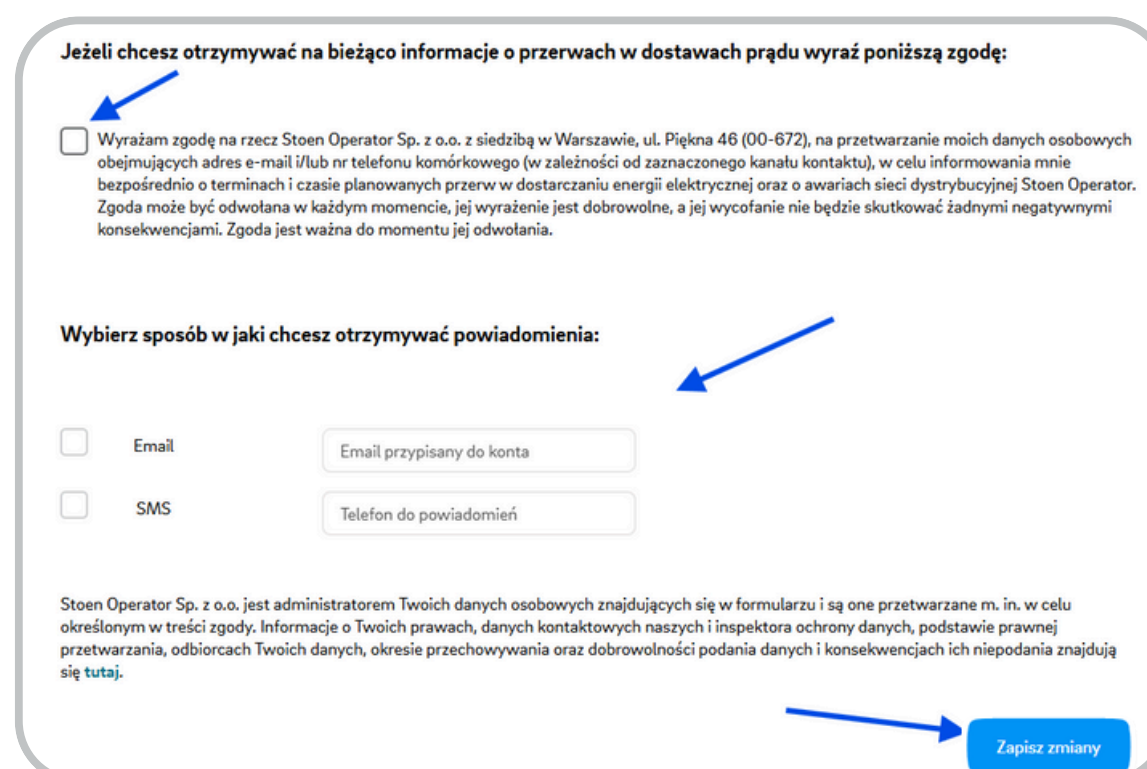 Jeżeli chcesz otrzymywać na bieżąco informacje o przerwach w dostawach prądu wyraź poniższą zgodę:
Wyrażam zgodę na rzecz Stoen Operator Sp. z o.o. z siedzibą w Warszawie, ul. Piękna 46 (00-672), na przetwarzanie moich danych osobowych
obejmujących adres e-mail i/lub nr telefonu komórkowego (w zależności od zaznaczonego kanału kontaktu), w celu informowania mnie
bezpośrednio o terminach i czasie planowanych przerw w dostarczaniu energii elektrycznej oraz o awariach sieci dystrybucyjnej Stoen Operator.
Zgoda może być odwołana w każdym momencie, jej wyrażenie jest dobrowolne, a jej wycofanie nie będzie skutkować żadnymi negatywnymi
konsekwencjami. Zgoda jest ważna do momentu jej odwołania.
Wybierz sposób w jaki chcesz otrzymywać powiadomienia:
Email Email przypisany do konta
SMS Telefon do powiadomień
Stoen Operator Sp. z o.o. jest administratorem Twoich danych osobowych znajdujących się w formularzu i są one przetwarzane m. in. w celu
określonym w treści zgody. Informacje o Twoich prawach, danych kontaktowych naszych i inspektora ochrony danych, podstawie prawnej
przetwarzania, odbiorcach Twoich danych, okresie przechowywania oraz dobrowolności podania danych i konsekwencjach ich niepodania znajdują
się tutaj.
Zapisz zmiany